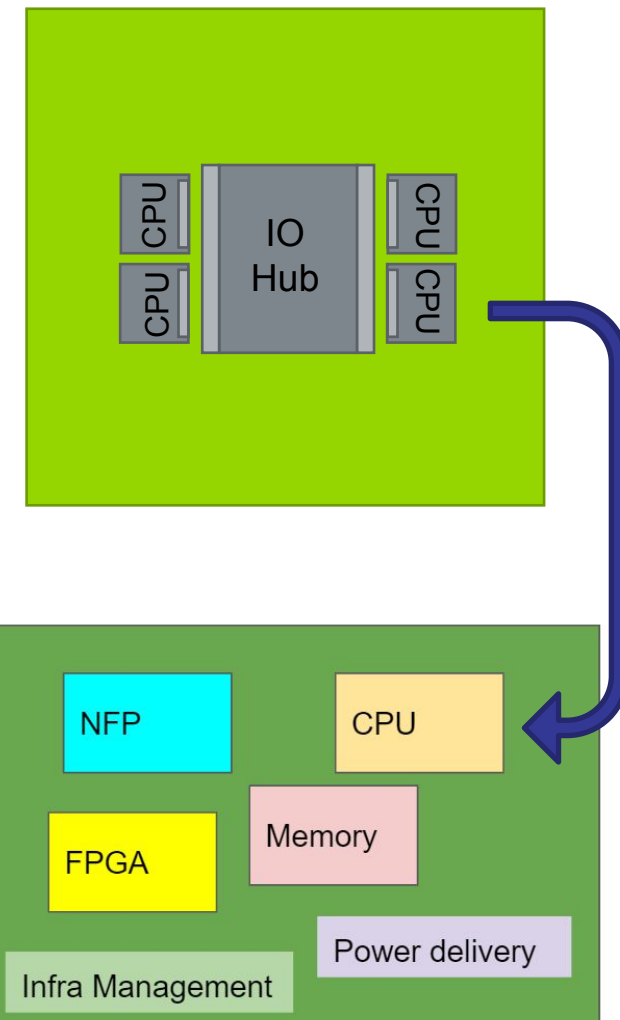 CPU
IO
Hub
CPU
CPU
CPU
NFP
CPU
Memory
FPGA
Power delivery
Infra Management